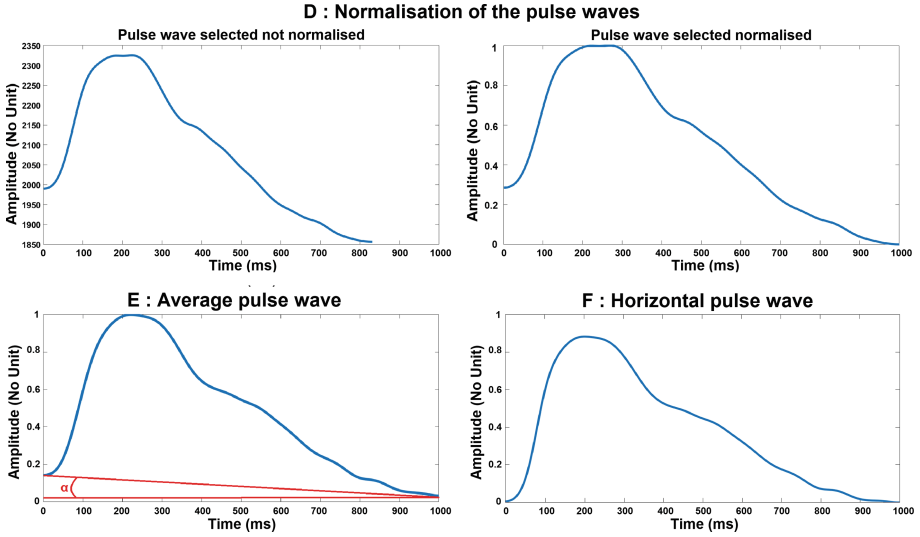 D : Normalisation of the pulse waves
Pulse wave selected not normalised
Amplitude (No Unit)
2350
2300
2250
2200
2150
2100
2050
2000
1950
1900
1850
0 100 200 300 400 500 600 700 800 900 1000
Time (ms)
Pulse wave selected normalised
Amplitude (No Unit)
1
0.8
0.6
0.4
0.2
0
0 100 200 300 400 500 600 700 800 900 1000
Time (ms)
E : Average pulse wave
Amplitude (No Unit)
1
0.8
0.6
0.4
0.2
0
α
0 100 200 300 400 500 600 700 800 900 1000
Time (ms)
F : Horizontal pulse wave
Amplitude (No Unit)
1
0.8
0.6
0.4
0.2
0
0 100 200 300 400 500 600 700 800 900 1000
Time (ms)